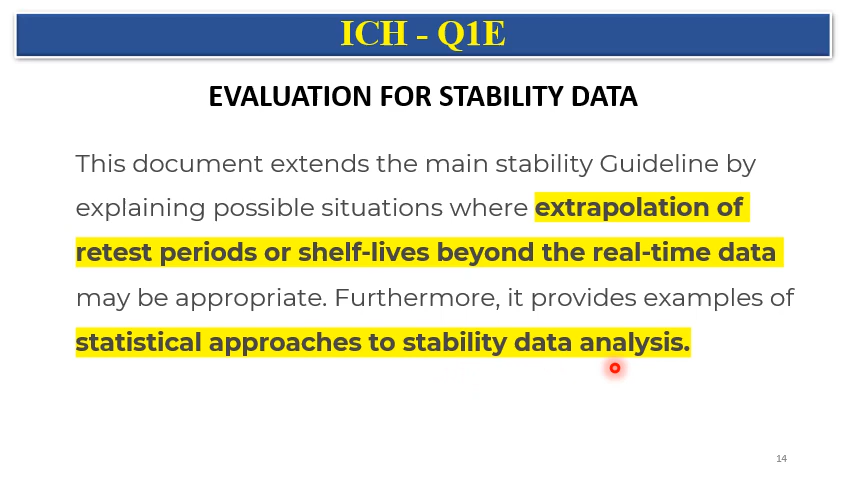 ICH - Q1E
EVALUATION FOR STABILITY DATA
This document extends the main stability Guideline by
explaining possible situations where extrapolation of
retest periods or shelf-lives beyond the real-time data
may be appropriate. Furthermore, it provides examples of
statistical approaches to stability data analysis.
14